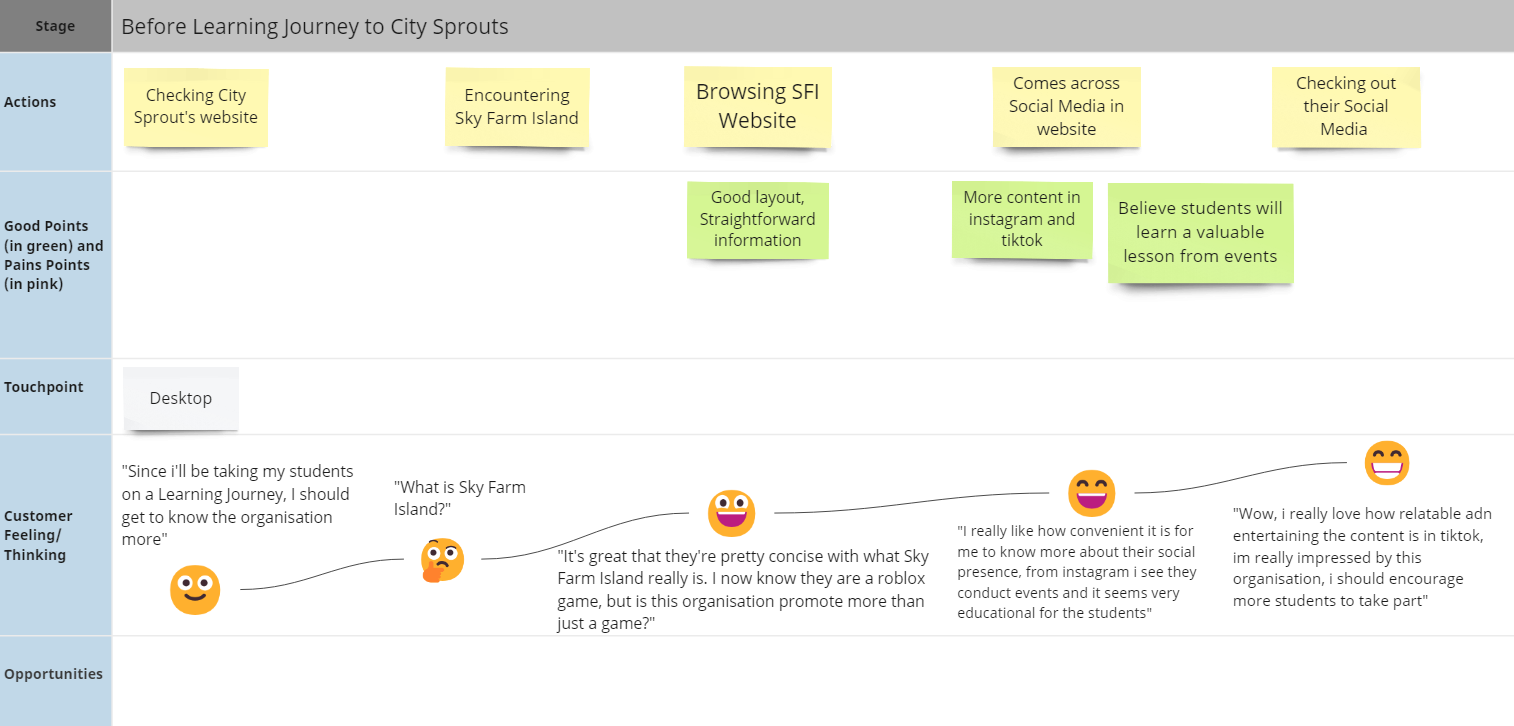 Stage
Before Learning Journey to City Sprouts
Actions
Checking City
Sprout's website
Encountering
Sky Farm Island
Browsing SFI
Website
Comes across
Social Media in
website
Checking out
their Social
Media
Good Points
(in green) and
Pains Points
(in pink)
Good layout,
Straightforward
information
More content in
instagram and
tiktok
Believe students will
learn a valuable
lesson from events
Touchpoint
Desktop
Customer
Feeling/
Thinking
"Since i'll be taking my students
on a Learning Journey, I should
get to know the organisation
more"
"What is Sky Farm
Island?"
"It's great that they're pretty concise with what Sky
Farm Island really is. I now know they are a roblox
game, but is this organisation promote more than
just a game?"
"I really like how convenient it is for
me to know more about their social
presence, from instagram i see they
conduct events and it seems very
educational for the students"
"Wow, i really love how relatable adn
entertaining the content is in tiktok,
im really impressed by this
organisation, i should encourage
more students to take part"
Opportunities